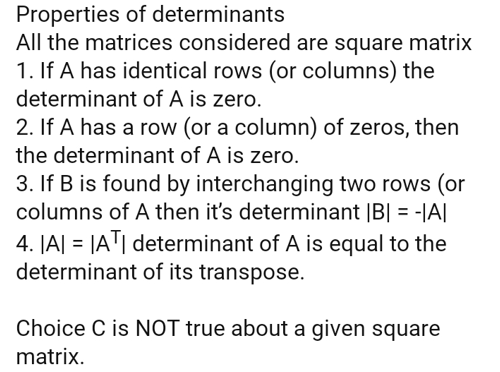 Properties of determinants
All the matrices considered are square matrix
1. If A has identical rows (or columns) the
determinant of A is zero.
2. If A has a row (or a column) of zeros, then
the determinant of A is zero.
3. If B is found by interchanging two rows (or
columns of A then it’s determinant |B| = -|A|
4. |A| = |Aᵀ| determinant of A is equal to the
determinant of its transpose.
Choice C is NOT true about a given square
matrix.